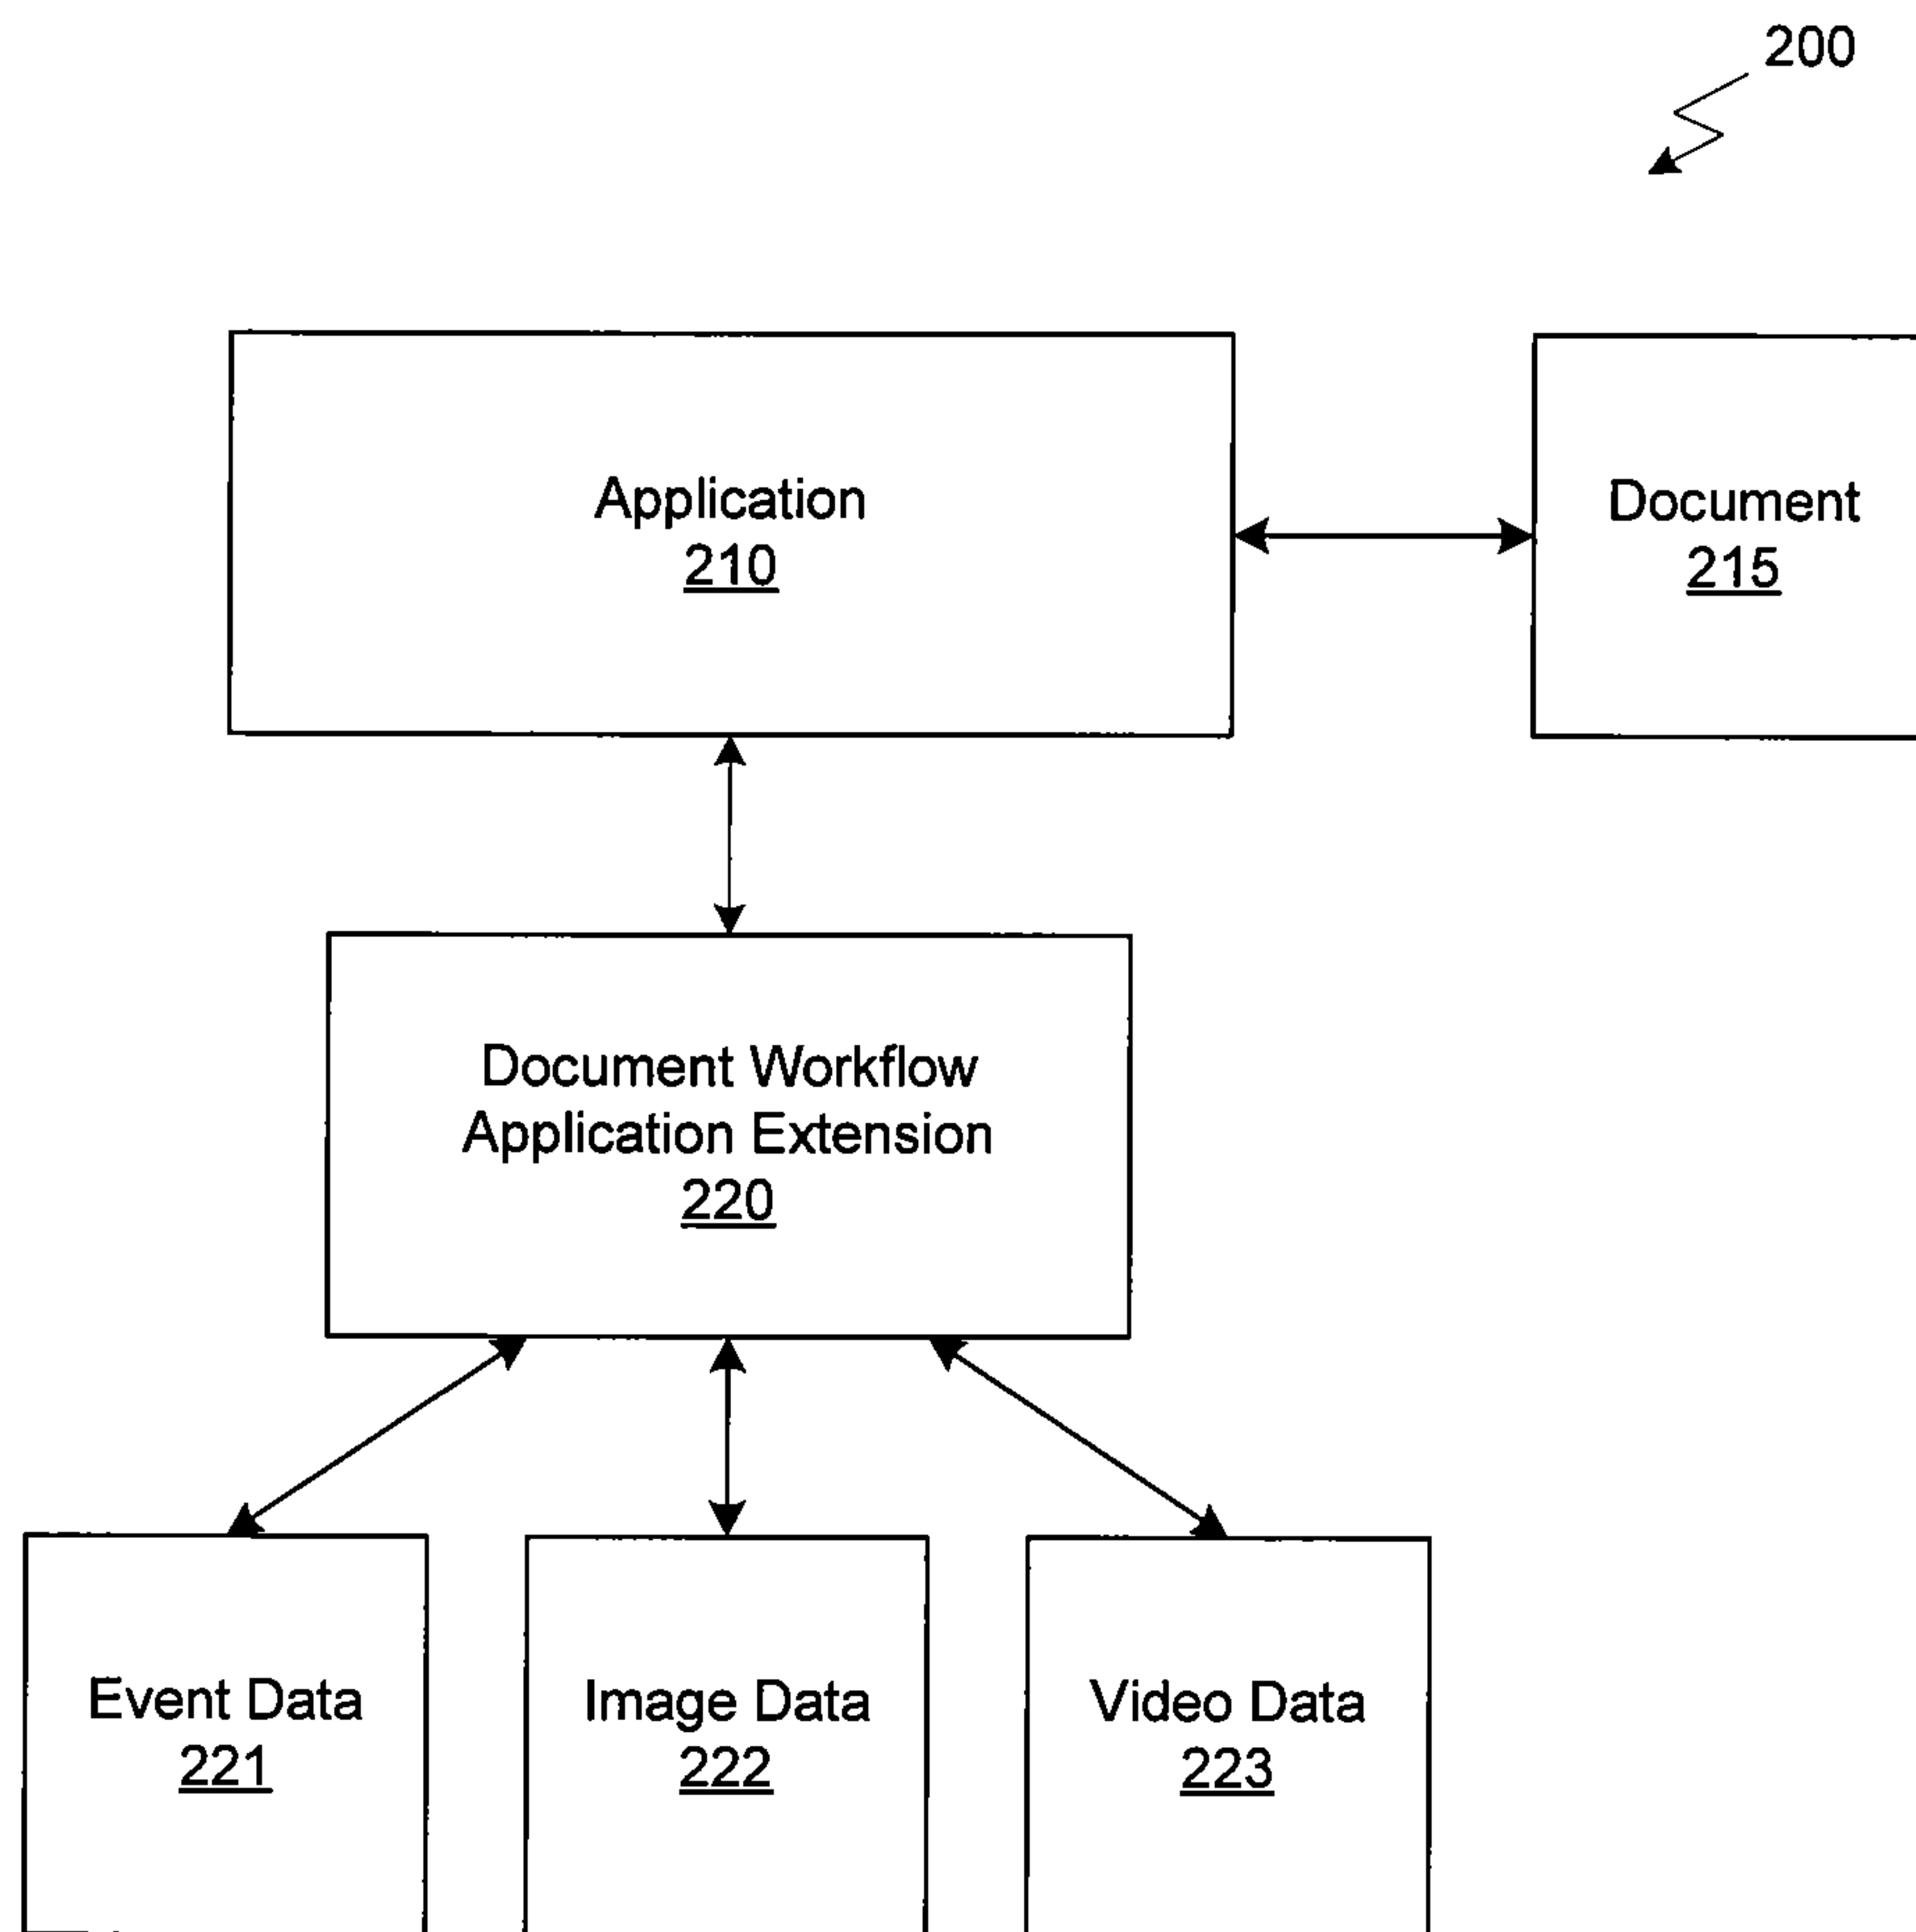 200
Application
210
Document
215
Document Workflow
Application Extension
220
Event Data
221
Image Data
222
Video Data
223